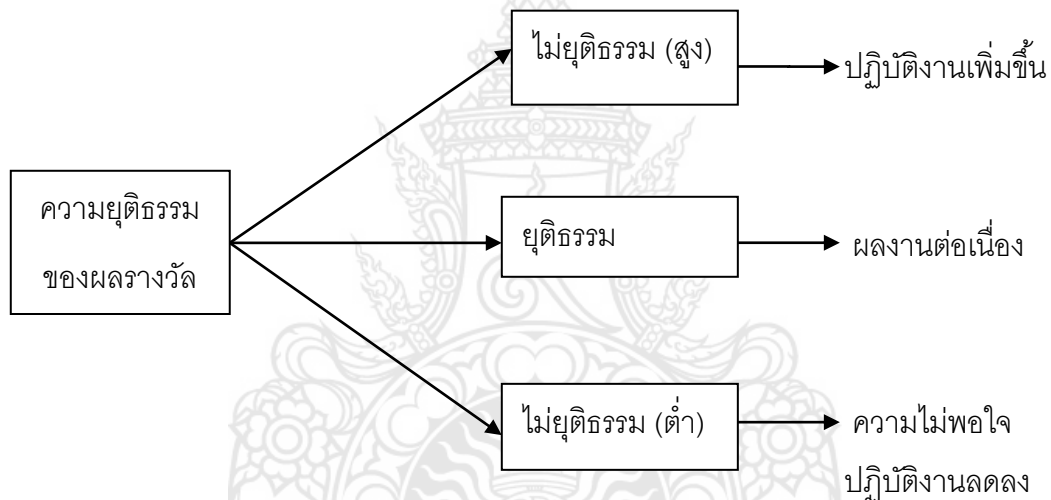 ไม่ยุติธรรม (สูง)
ปฏิบัติงานเพิ่มขึ้น
ความยุติธรรม
ของผลรางวัล
ยุติธรรม
ผลงานต่อเนื่อง
ไม่ยุติธรรม (ต่ำ)
ความไม่พอใจ
ปฏิบัติงานลดลง